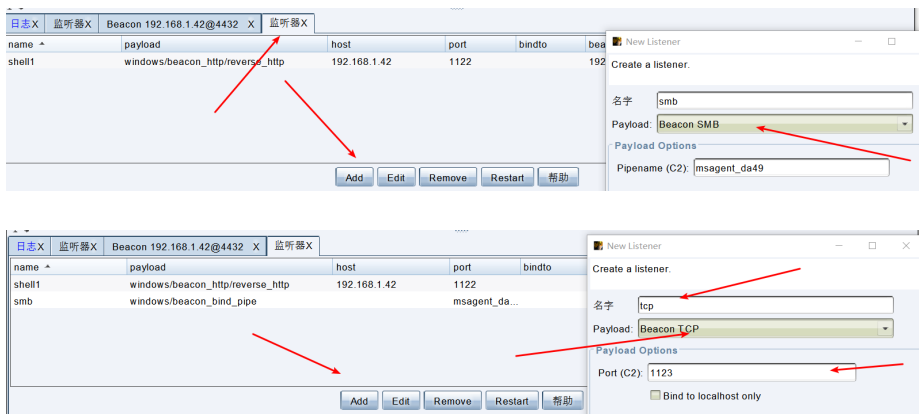 日志X 监听器X Beacon 192.168.1.42@4432 X 监听器X
name payload host port bindto bea
shell1 windows/beacon_http/reverse_http 192.168.1.42 1122 192
Add Edit Remove Restart 帮助
New Listener
Create a listener.
名字 smb
Payload: Beacon SMB
Payload Options
Pipename (C2): msagent_da49
日志X 监听器X Beacon 192.168.1.42@4432 X 监听器X
name payload host port bindto
shell1 windows/beacon_http/reverse_http 192.168.1.42 1122
smb windows/beacon_bind_pipe msagent_da...
Add Edit Remove Restart 帮助
New Listener
Create a listener.
名字 tcp
Payload: Beacon TCP
Payload Options
Port (C2): 1123
Bind to localhost only